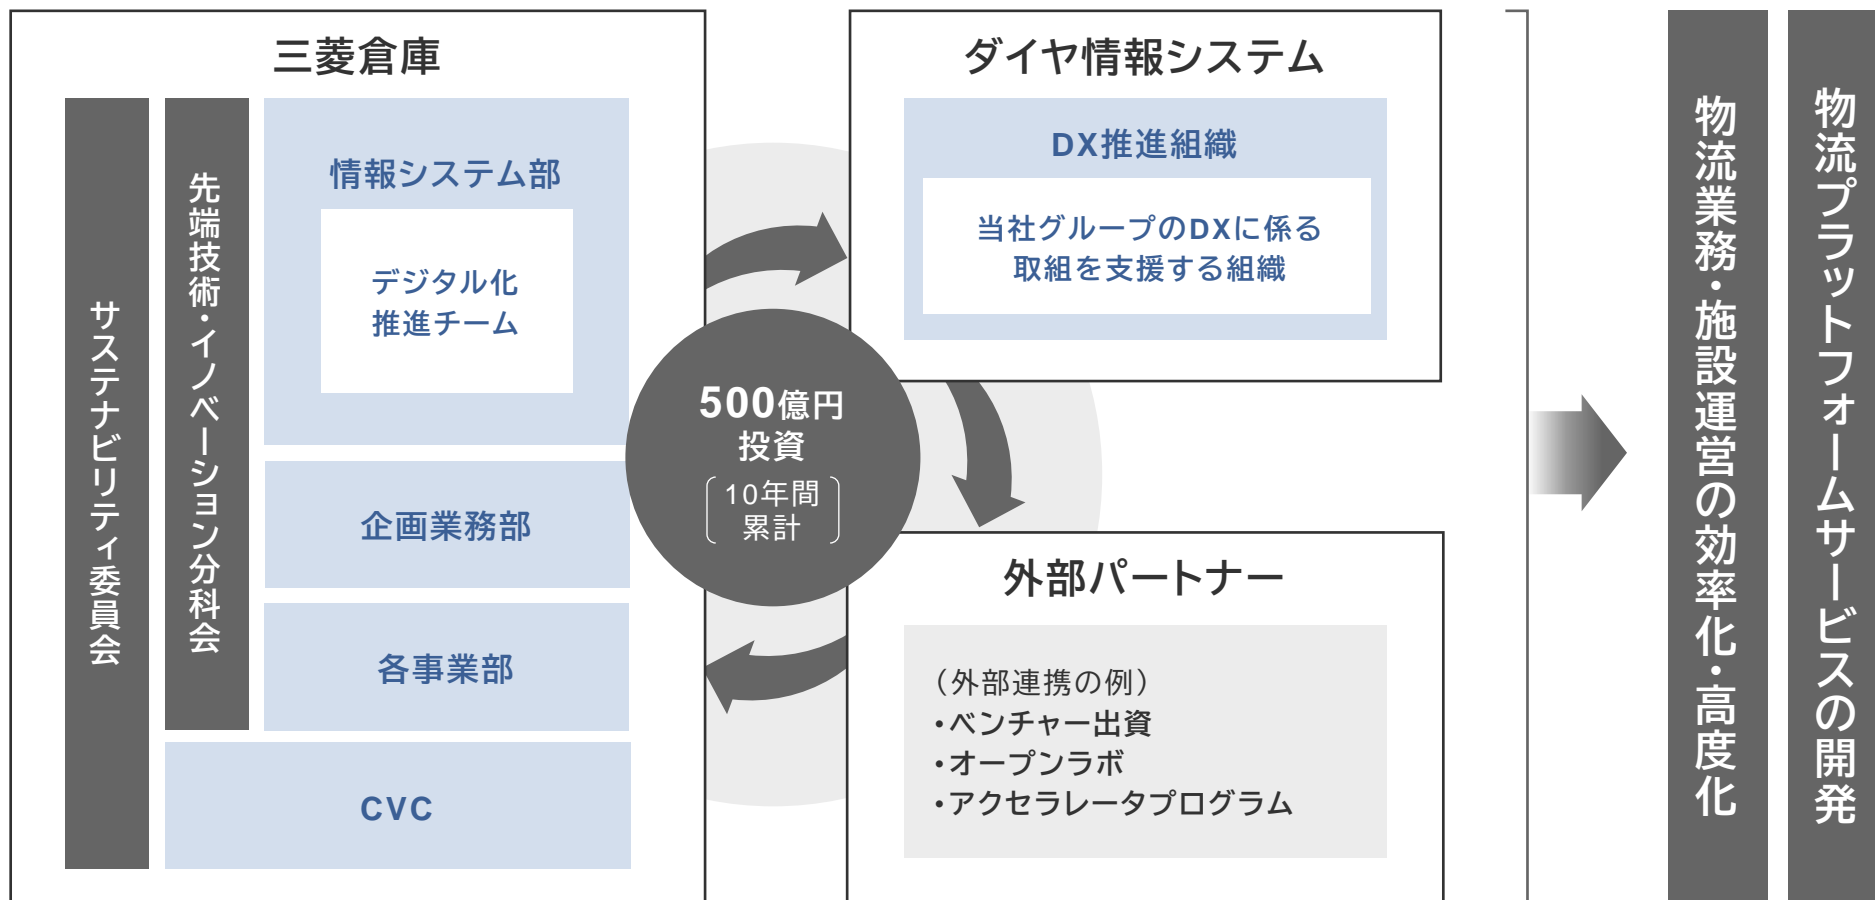 三菱倉庫
サステナビリティ委員会
先端技術・イノベーション分科会
情報システム部
デジタル化
推進チーム
企画業務部
各事業部
CVC
500億円
投資
10年間
累計
ダイヤ情報システム
DX推進組織
当社グループのDXに係る
取組を支援する組織
外部パートナー
（外部連携の例）
・ベンチャー出資
・オープンラボ
・アクセラレータプログラム
物流業務・施設運営の効率化・高度化
物流プラットフォームサービスの開発